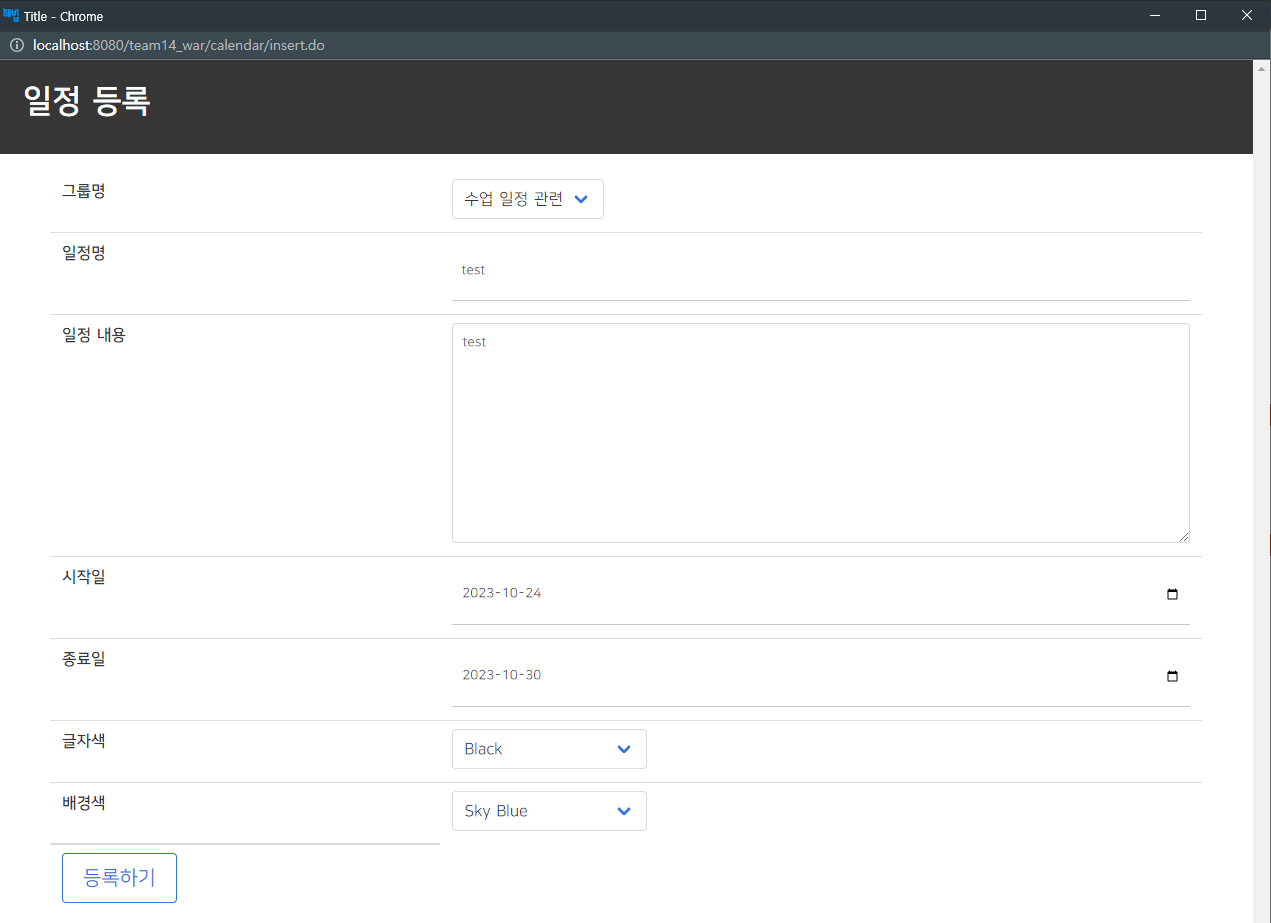 해법 Title - Chrome
localhost:8080/team14_war/calendar/insert.do
일정 등록
그룹명 수업 일정 관련
일정명 test
일정 내용 test
시작일 2023-10-24
종료일 2023-10-30
글자색 Black
배경색 Sky Blue
등록하기